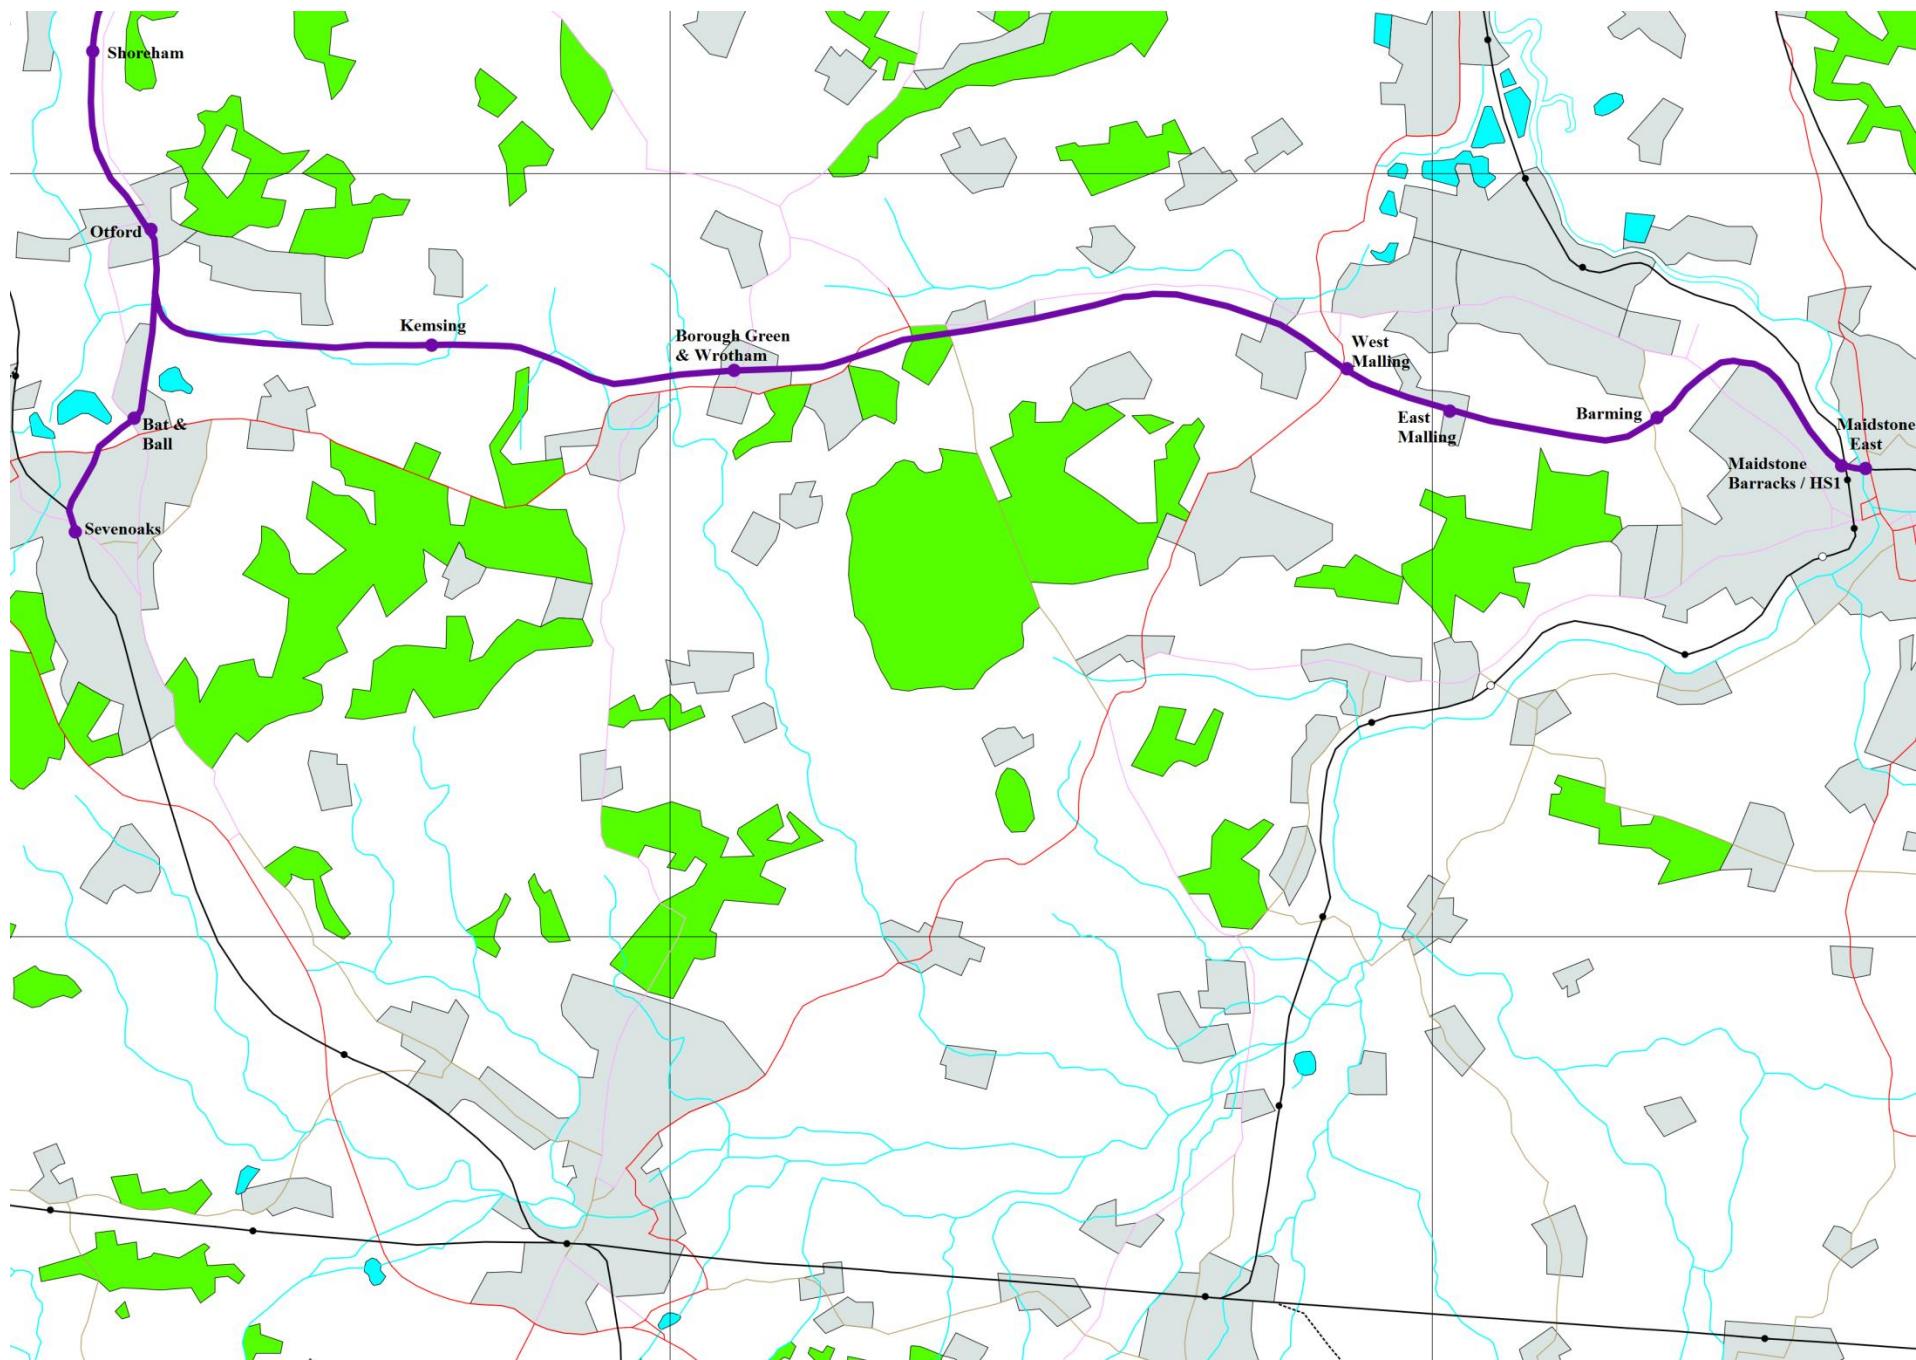 Shoreham
Otford
Kemsing
Borough Green
& Wrotham
West
Malling
Bat &
Ball
East
Malling
Barming
Maidstone
East
Maidstone
Barracks / HS1
Sevenoaks